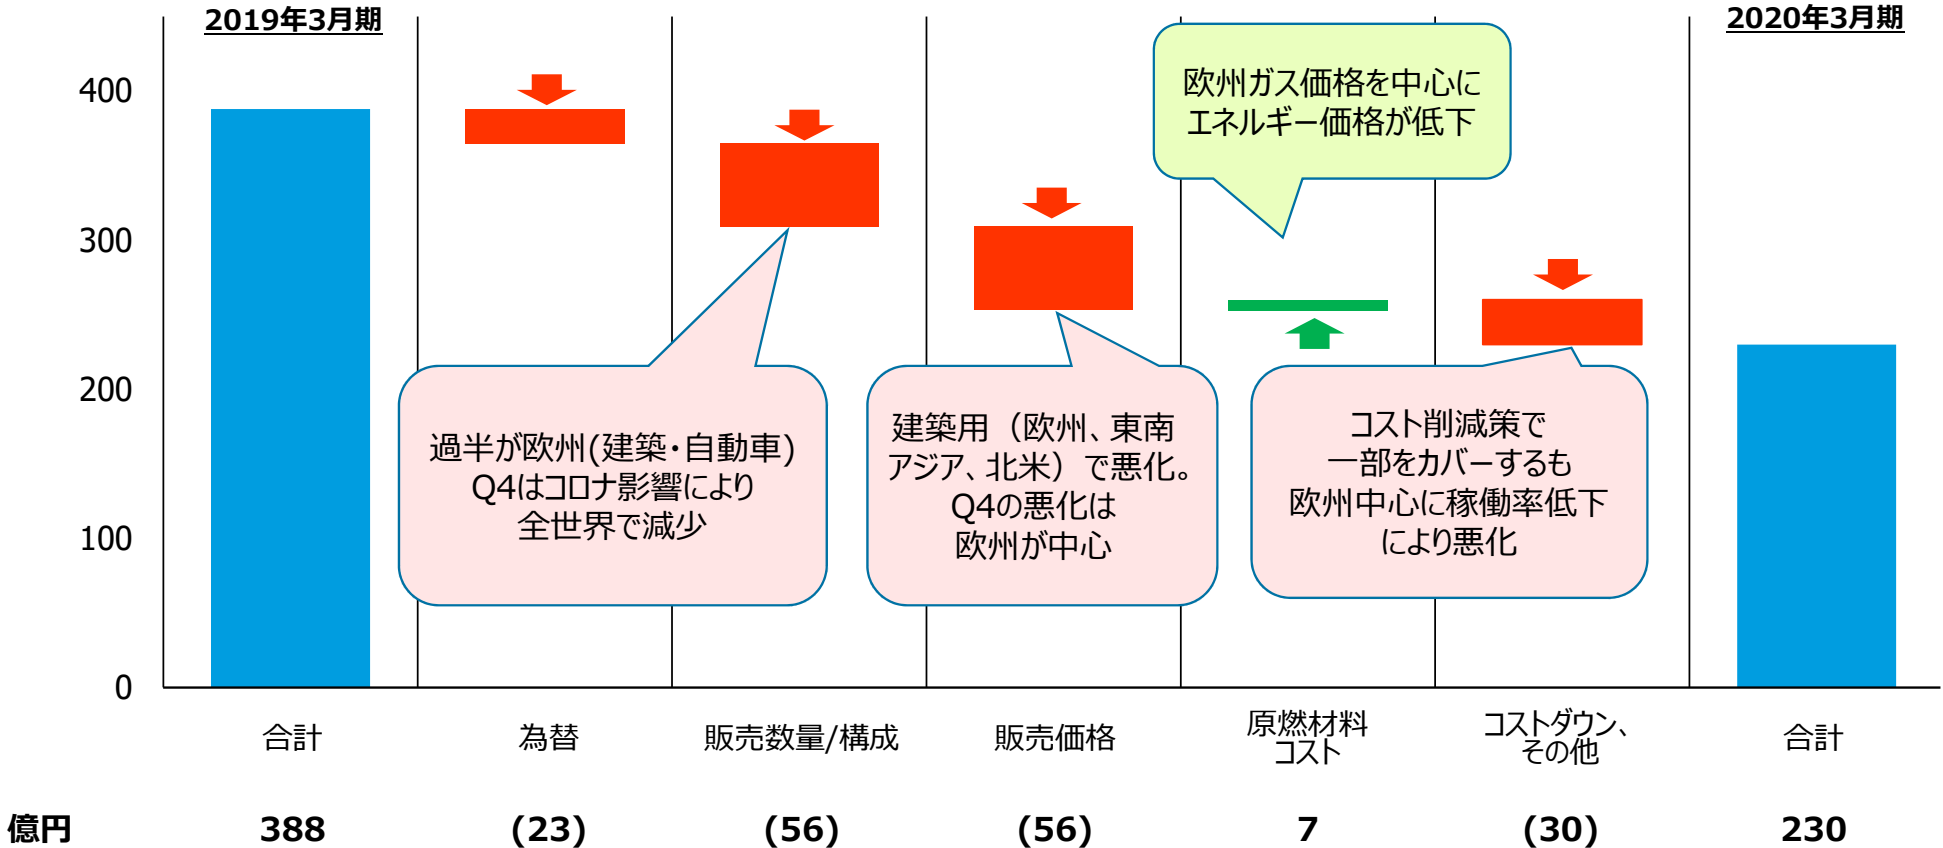 2019年3月期
2020年3月期
欧州ガス価格を中心に
エネルギー価格が低下
400
300
200
100
0
過半が欧州(建築・自動車)
Q4はコロナ影響により
全世界で減少
建築用（欧州、東南
アジア、北米）で悪化。
Q4の悪化は
欧州が中心
コスト削減策で
一部をカバーするも
欧州中心に稼働率低下
により悪化
合計
為替
販売数量/構成
販売価格
原燃材料
コスト
コストダウン、
その他
合計
億円 388 (23) (56) (56) 7 (30) 230